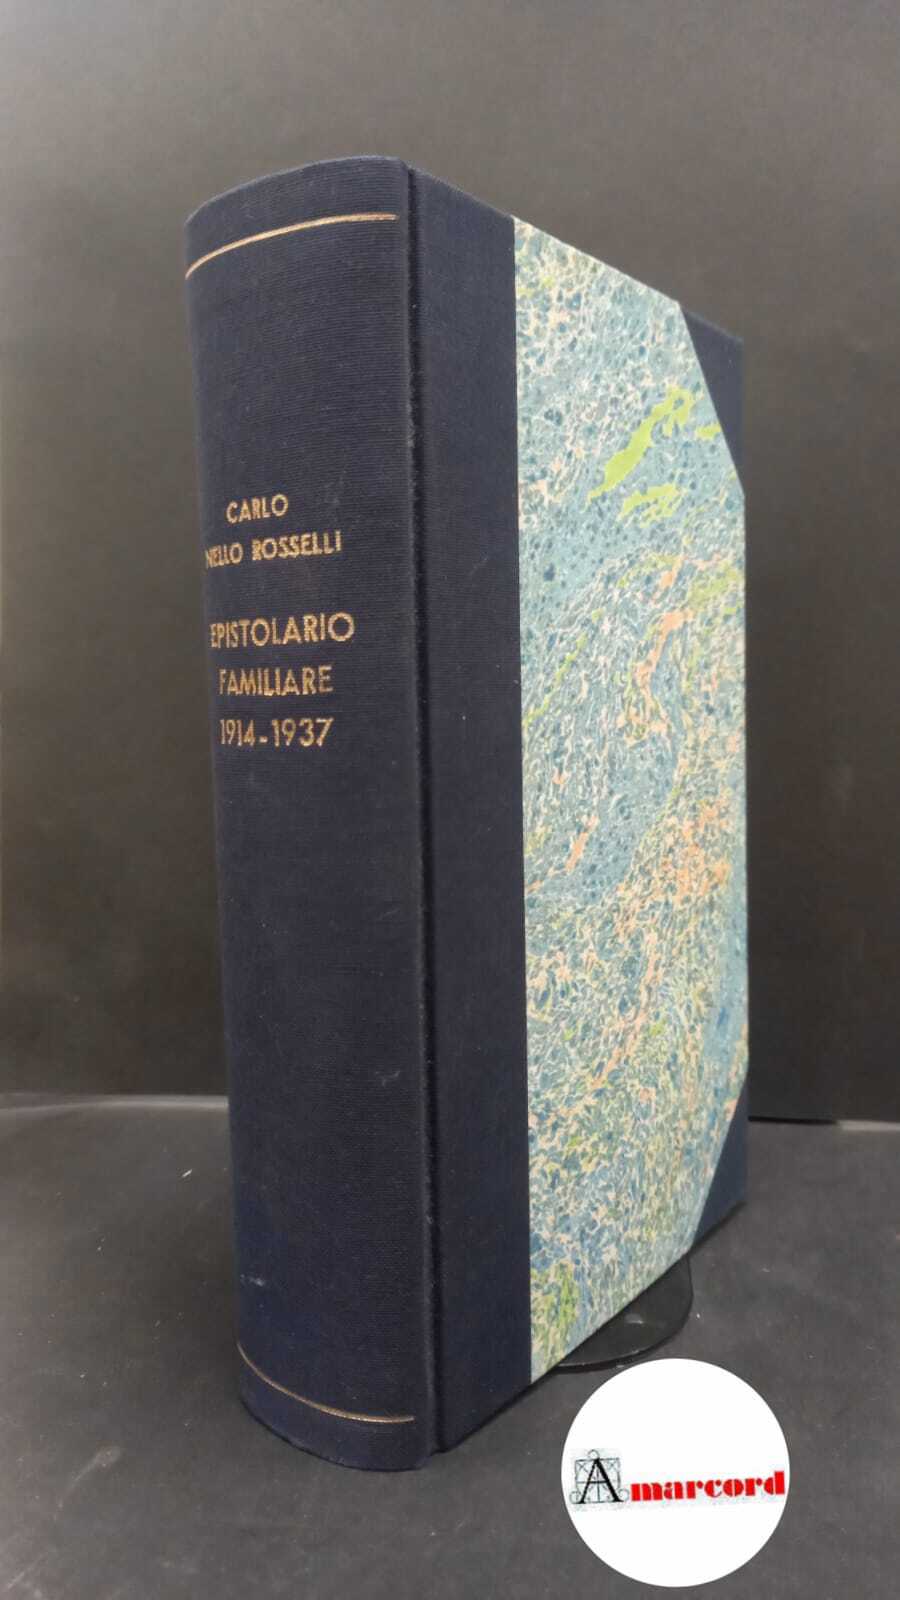 CARLO
NELLO ROSSELLI
EPISTOLARIO
FAMILIARE
1914-1937
Amarcord